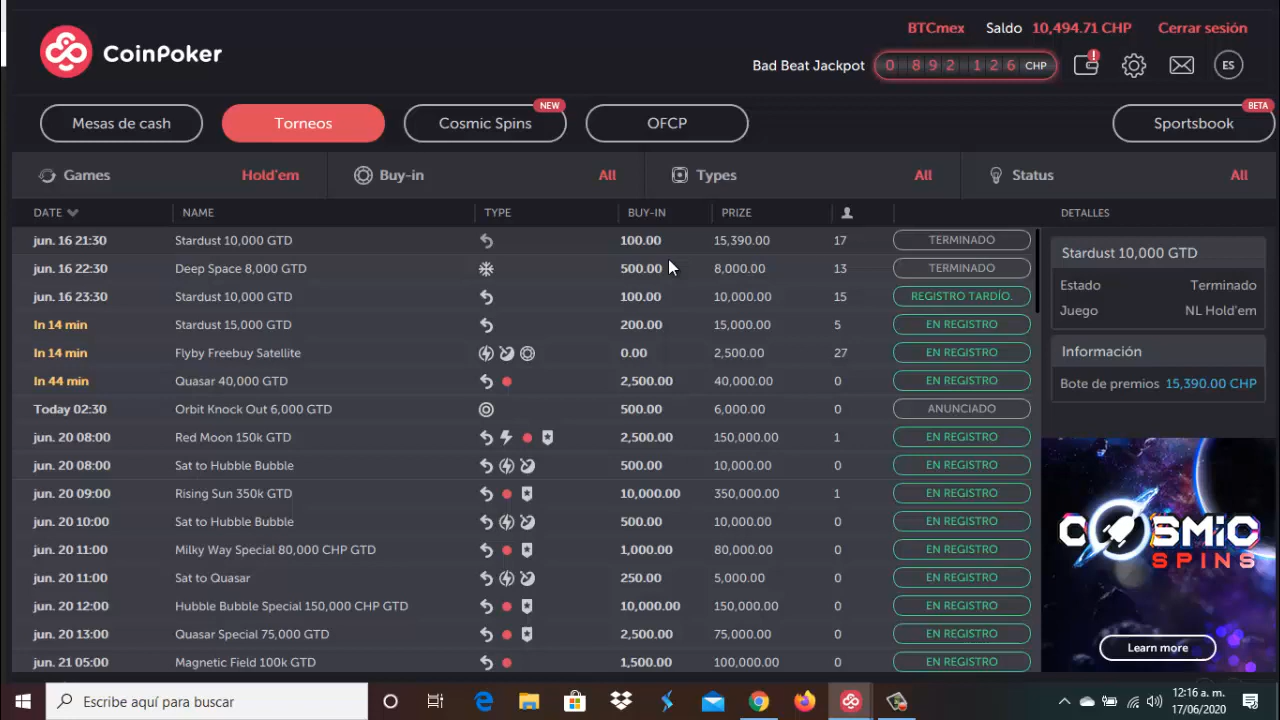 BTCmex Saldo 10,494.71 CHP Cerrar sesión
CoinPoker
Bad Beat Jackpot 0 892 126 CHP ! ES
Mesas de cash Torneos Cosmic Spins NEW OFCP Sportsbook BETA
Games Hold'em Buy-in All Types All Status All
DATE NAME TYPE BUY-IN PRIZE DETALLES
jun. 16 21:30 Stardust 10,000 GTD 100.00 15,390.00 17 TERMINADO
jun. 16 22:30 Deep Space 8,000 GTD 500.00 8,000.00 13 TERMINADO
jun. 16 23:30 Stardust 10,000 GTD 100.00 10,000.00 15 REGISTRO TARDÍO.
In 14 min Stardust 15,000 GTD 200.00 15,000.00 5 EN REGISTRO
In 14 min Flyby Freebuy Satellite 0.00 2,500.00 27 EN REGISTRO
In 44 min Quasar 40,000 GTD 2,500.00 40,000.00 0 EN REGISTRO
Today 02:30 Orbit Knock Out 6,000 GTD 500.00 6,000.00 0 ANUNCIADO
jun. 20 08:00 Red Moon 150k GTD 2,500.00 150,000.00 1 EN REGISTRO
jun. 20 08:00 Sat to Hubble Bubble 500.00 10,000.00 0 EN REGISTRO
jun. 20 09:00 Rising Sun 350k GTD 10,000.00 350,000.00 1 EN REGISTRO
jun. 20 10:00 Sat to Hubble Bubble 500.00 10,000.00 0 EN REGISTRO
jun. 20 11:00 Milky Way Special 80,000 CHP GTD 1,000.00 80,000.00 0 EN REGISTRO
jun. 20 11:00 Sat to Quasar 250.00 5,000.00 0 EN REGISTRO
jun. 20 12:00 Hubble Bubble Special 150,000 CHP GTD 10,000.00 150,000.00 0 EN REGISTRO
jun. 20 13:00 Quasar Special 75,000 GTD 2,500.00 75,000.00 0 EN REGISTRO
jun. 21 05:00 Magnetic Field 100k GTD 1,500.00 100,000.00 0 EN REGISTRO
Stardust 10,000 GTD
Estado Terminado
Juego NL Hold'em
Información
Bote de premios 15,390.00 CHP
COSMIC
SPINS
Learn more
Escribe aquí para buscar
12:16 a. m.
17/06/2020